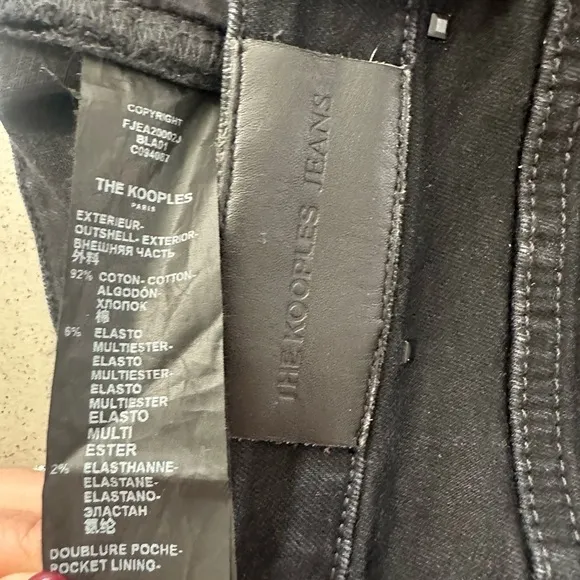 COPYRIGHT
FJEA20002J
BLA01
C094087
THE KOOPLES
PARIS
EXTERIEUR-
OUTSHELL- EXTERIOR-
ВНЕШНЯЯ ЧАСТЬ
外料
92% COTON- COTTON-
ALGODÓN-
ХЛОПОК
棉
6% ELASTO
MULTIESTER-
ELASTO
MULTIESTER-
ELASTO
MULTIESTER
ELASTO
MULTI
ESTER
2% ELASTHANNE-
ELASTANE-
ELASTANO-
ЭЛАСТАН
氨纶
DOUBLURE POCHE-
POCKET LINING-
THE KOOPLES JEANS